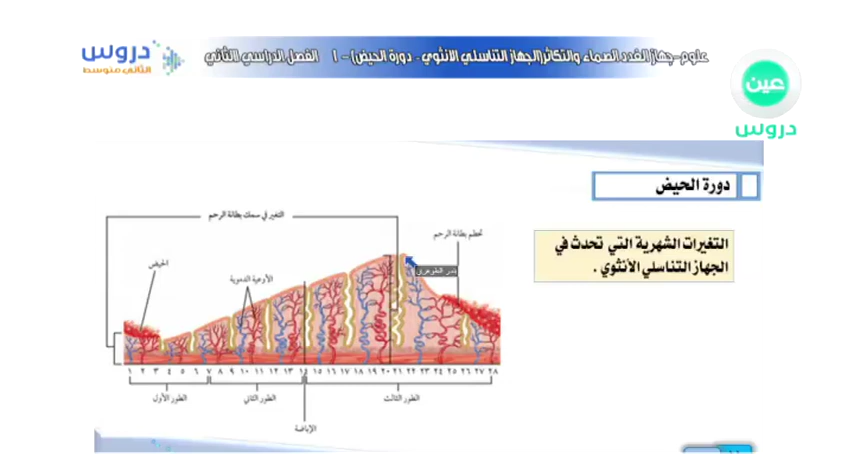 دروس
الثاني متوسط
علوم-جهاز الغدد الصماء والتكاثر(الجهاز التناسلي الانثوي - دورة الحيض) - ١ الفصل الدراسي الثاني
عين
دروس
دورة الحيض
التغيرات الشهرية التي تحدث في
الجهاز التناسلي الأنثوي .
التغير في سمك بطانة الرحم
تحطم بطانة الرحم
الحيض
الأوعية الدموية
١ ٢ ٣ ٤ ٥ ٦ ٧ ٨ ٩ ١٠ ١١ ١٢ ١٣ ١٤ ١٥ ١٦ ١٧ ١٨ ١٩ ٢٠ ٢١ ٢٢ ٢٣ ٢٤ ٢٥ ٢٦ ٢٧ ٢٨
الطور الأول
الطور الثاني
الطور الثالث
الإباضة